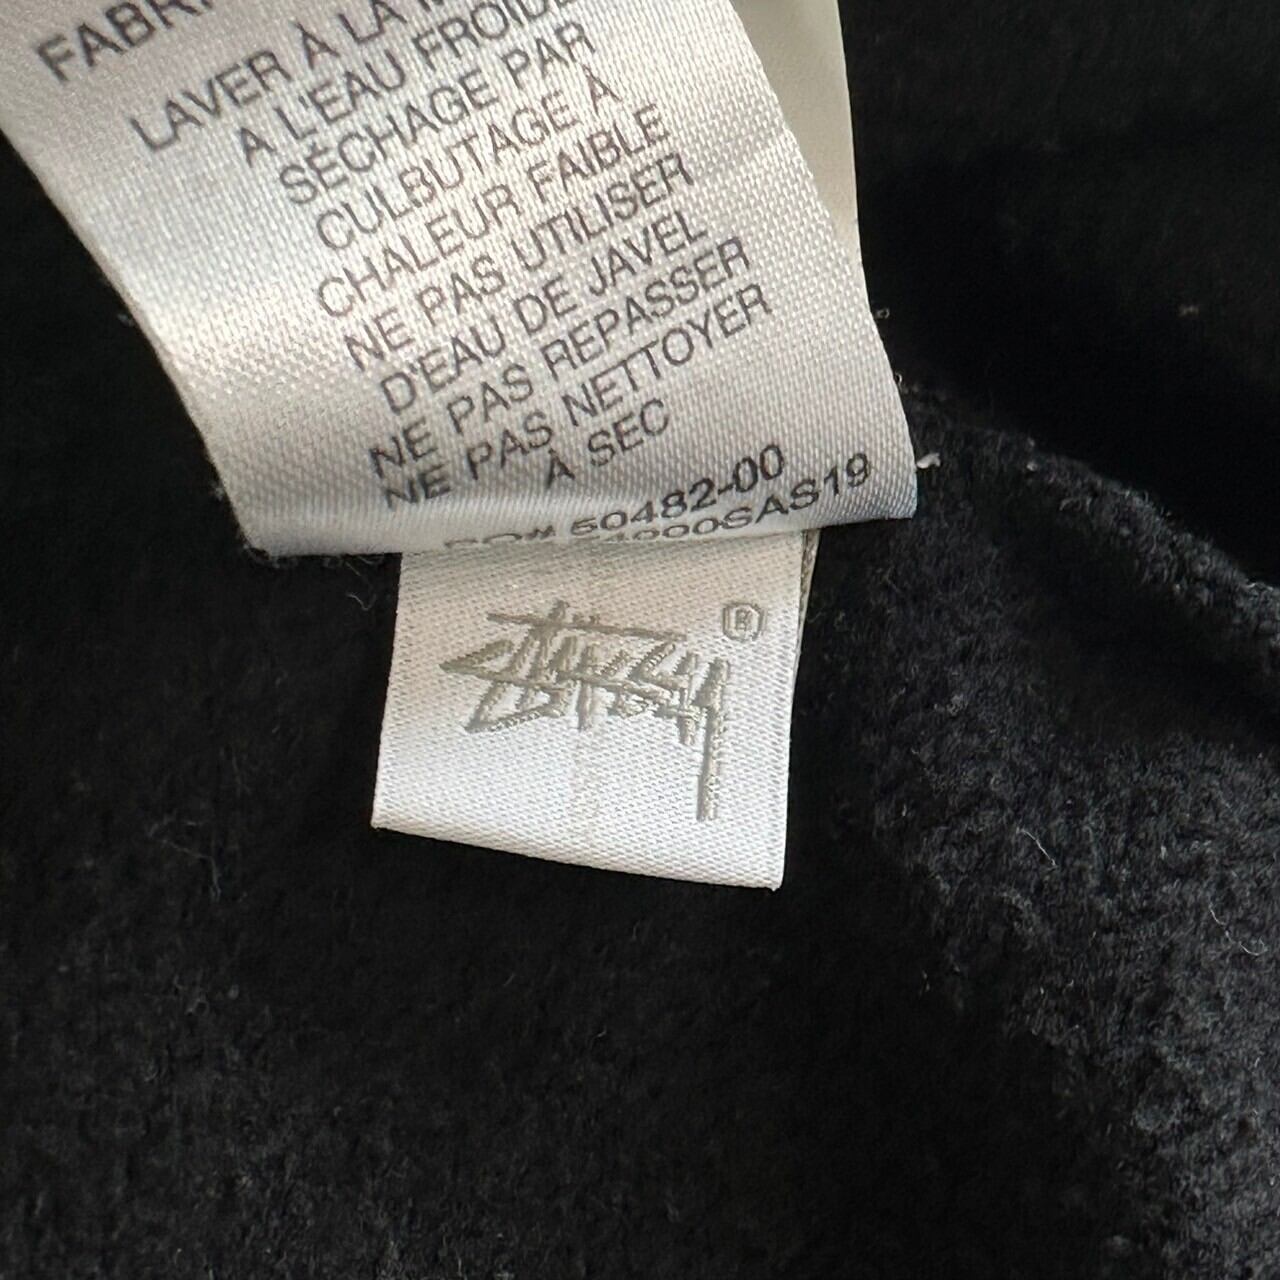 LAVER À LA
A L'EAU FROIDE
SÉCHAGE PAR
CULBUTAGE À
CHALEUR FAIBLE
NE PAS UTILISER
D'EAU DE JAVEL
NE PAS REPASSER
NE PAS NETTOYER
À SEC
50482-00
STÜSSY ®